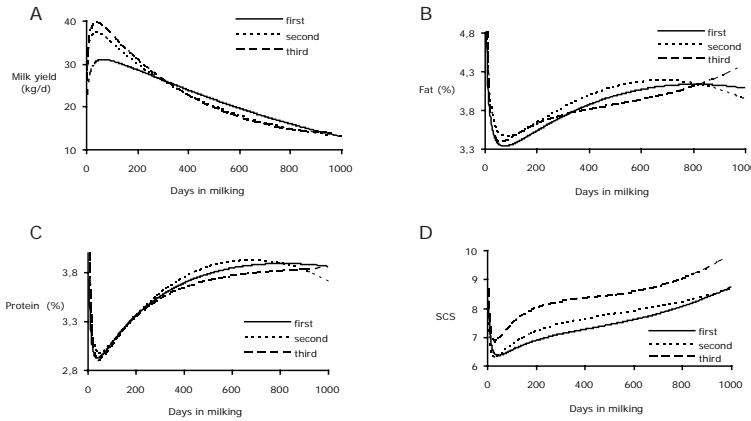 A
40
30
20
10
Milk yield
(kg/d)
first
second
third
0
200
400
600
800
1000
Days in milking
B
4,8
4,3
3,8
3,3
Fat (%)
first
second
third
0
200
400
600
800
1000
Days in milking
C
3,8
3,3
2,8
Protein (%)
first
second
third
0
200
400
600
800
1000
Days in milking
D
10
9
8
7
6
SCS
first
second
third
0
200
400
600
800
1000
Days in milking